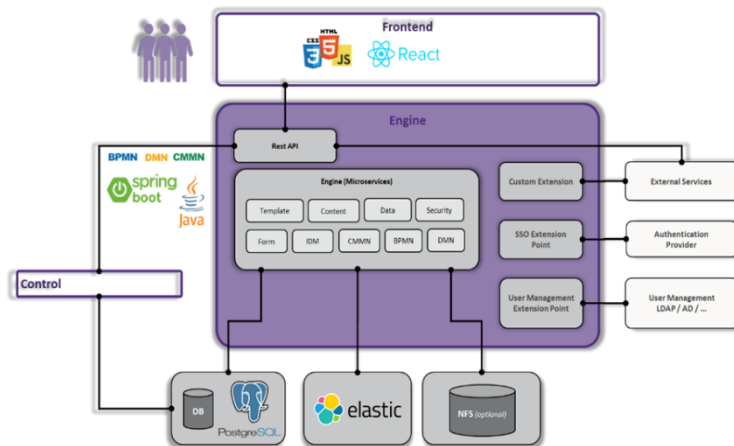 Frontend
HTML
CSS
3
5
JS
React
Engine
Rest API
BPMN DMN CMMN
spring
boot
Java
Engine (Microservices)
Template
Content
Data
Security
Form
IDM
CMMN
BPMN
DMN
Custom Extension
External Services
SSO Extension
Point
Authentication
Provider
User Management
Extension Point
User Management
LDAP / AD / ...
Control
DB
PostgreSQL
elastic
NFS (optional)